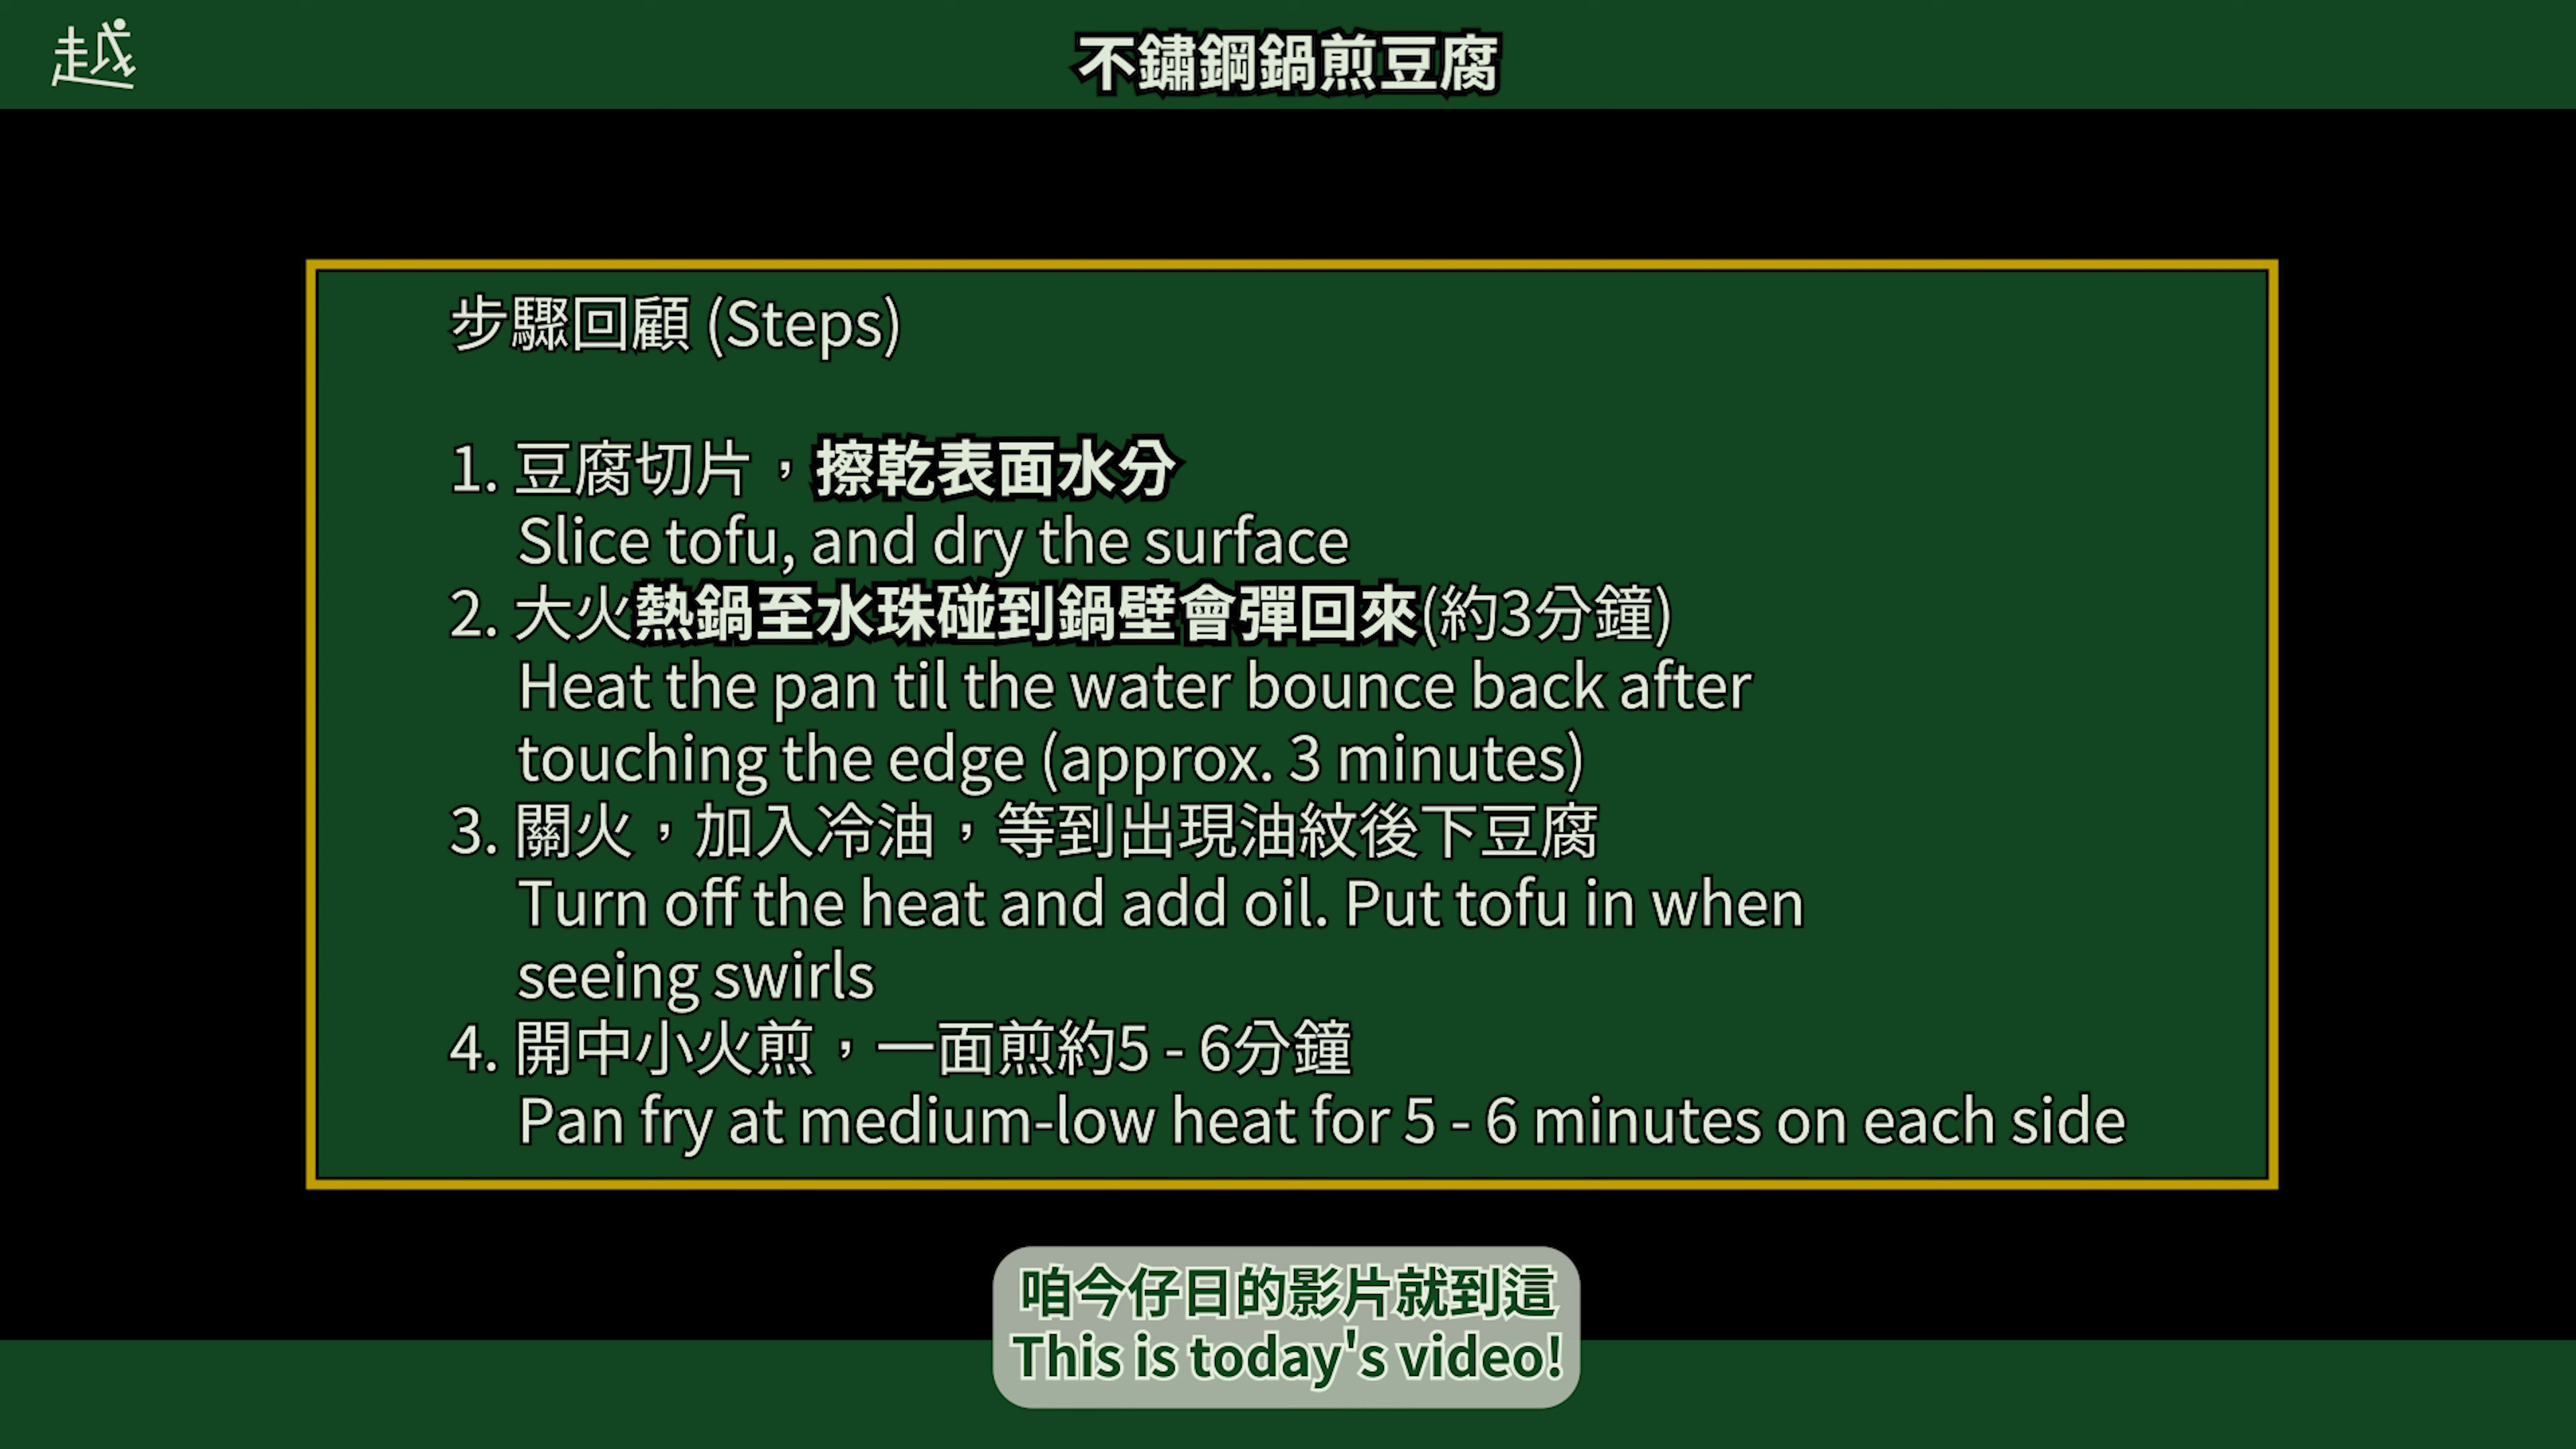 越
不鏽鋼鍋煎豆腐
步驟回顧 (Steps)
1. 豆腐切片，擦乾表面水分
Slice tofu, and dry the surface
2. 大火熱鍋至水珠碰到鍋壁會彈回來(約3分鐘)
Heat the pan til the water bounce back after
touching the edge (approx. 3 minutes)
3. 關火，加入冷油，等到出現油紋後下豆腐
Turn off the heat and add oil. Put tofu in when
seeing swirls
4. 開中小火煎，一面煎約5 - 6分鐘
Pan fry at medium-low heat for 5 - 6 minutes on each side
咱今仔日的影片就到這
This is today's video!